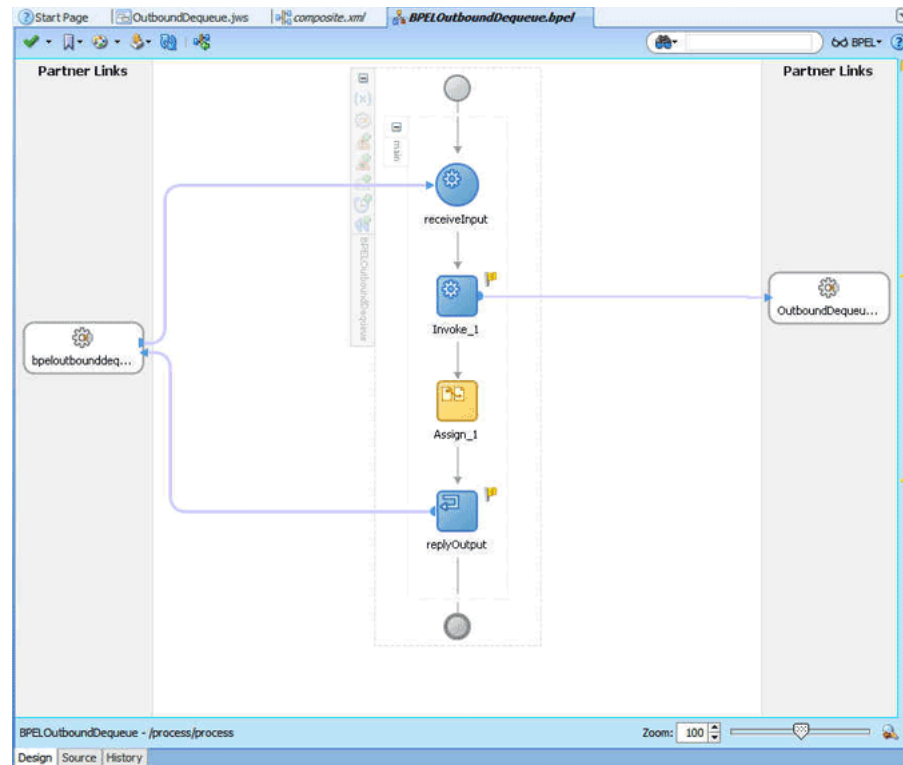 Start Page OutboundDequeue.jws composite.xml BPELOutboundDequeue.bpel
BPEL
Partner Links
Partner Links
main
receiveInput
BPELOutboundDequeue
Invoke_1
OutboundDequeu...
bpeloutbounddeq...
Assign_1
replyOutput
BPELOutboundDequeue - /process/process
Zoom: 100
Design Source History